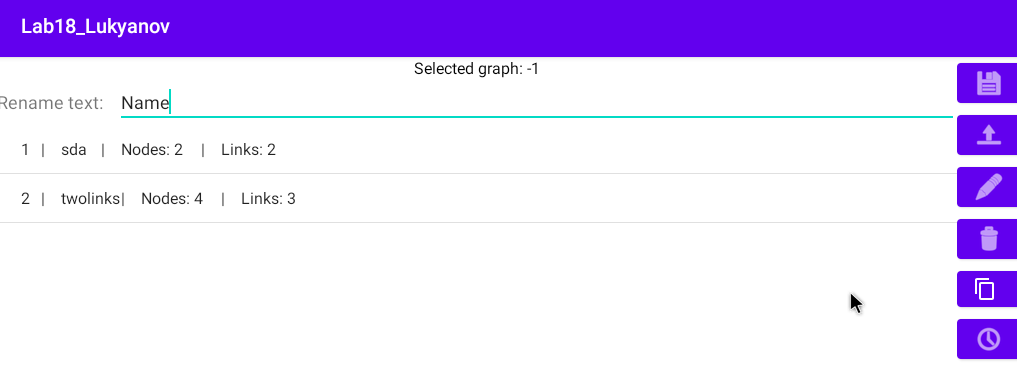 Lab18_Lukyanov
Selected graph: -1
Rename text: Name
1 | sda | Nodes: 2 | Links: 2
2 | twolinks| Nodes: 4 | Links: 3